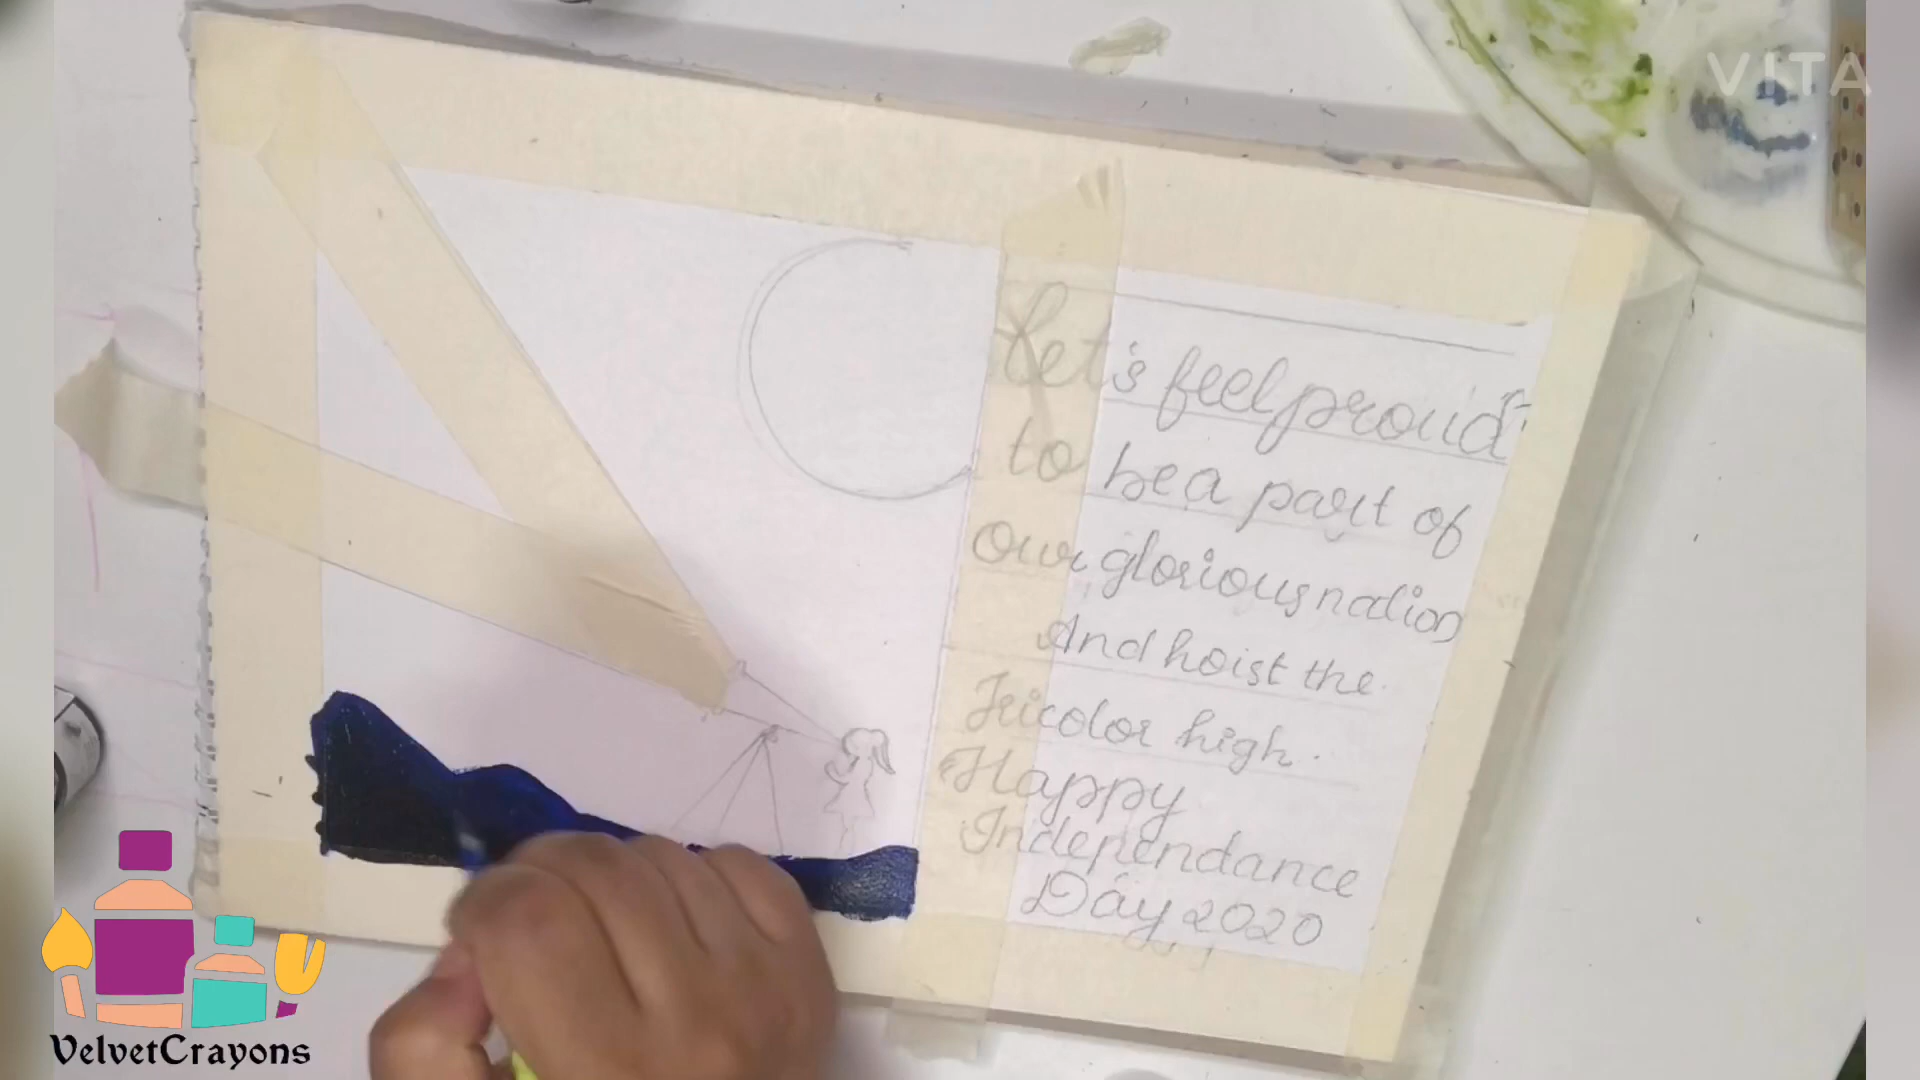 VITA
Let's feel proud
to be a part of
Our glorious nation
And hoist the
Tricolor high.
Happy
Independance
Day 2020
VelvetCrayons